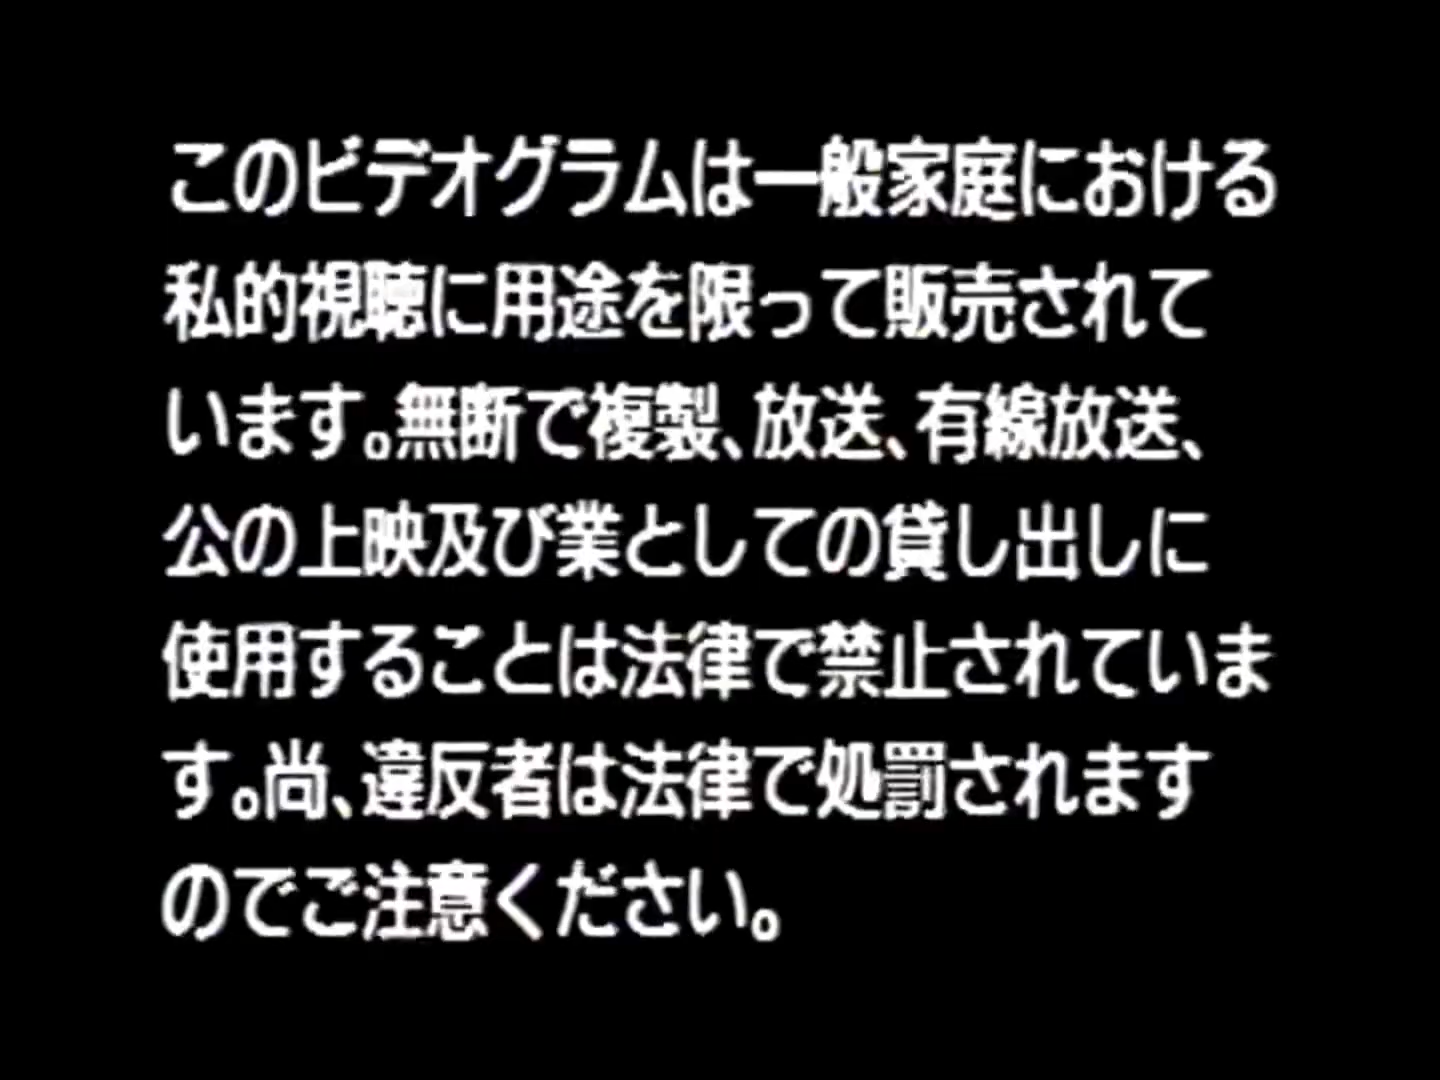 このビデオグラムは一般家庭における
私的視聴に用途を限って販売されて
います。無断で複製、放送、有線放送、
公の上映及び業としての貸し出しに
使用することは法律で禁止されていま
す。尚、違反者は法律で処罰されます
のでご注意ください。